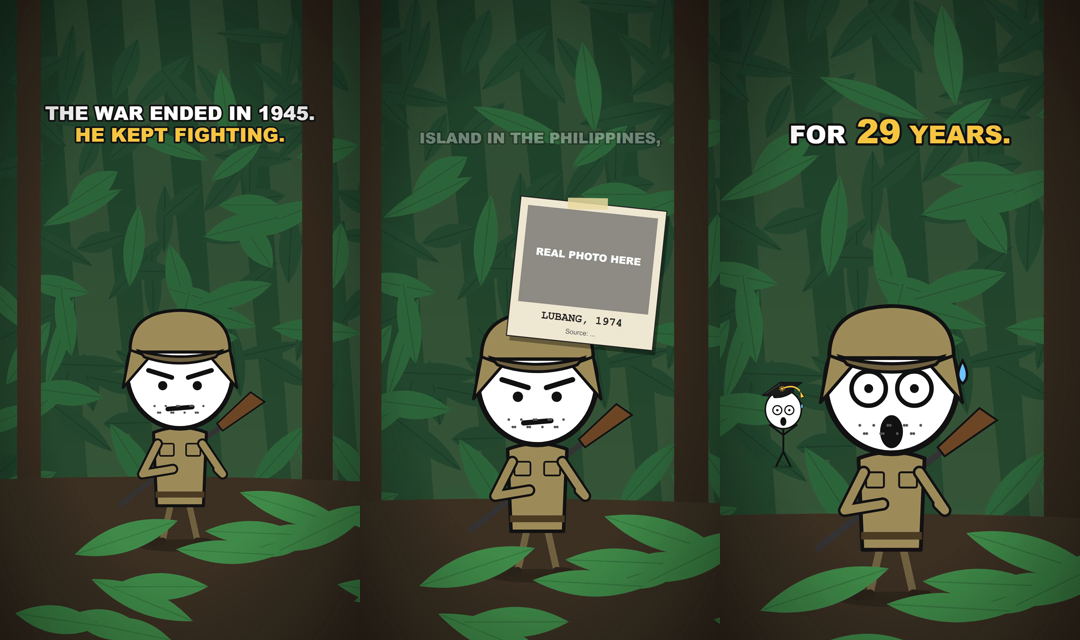 THE WAR ENDED IN 1945.
HE KEPT FIGHTING.
ISLAND IN THE PHILIPPINES,
REAL PHOTO HERE
LUBANG, 1974
Source: ...
FOR 29 YEARS.